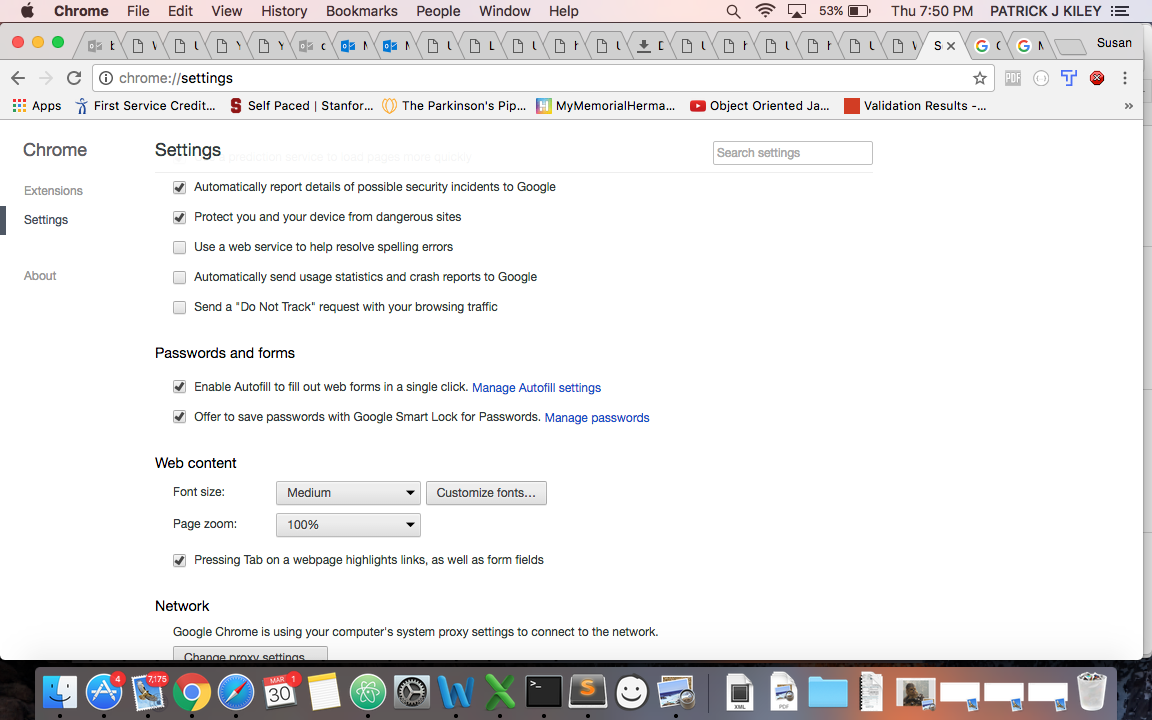 Chrome File Edit View History Bookmarks People Window Help 53% Thu 7:50 PM PATRICK J KILEY
Susan
chrome://settings
PDF
Apps First Service Credit... Self Paced | Stanfor... The Parkinson's Pip... MyMemorialHerma... Object Oriented Ja... Validation Results -... »
Chrome
Settings
Search settings
prediction service to load pages more quickly
Extensions
Settings
About
Automatically report details of possible security incidents to Google
Protect you and your device from dangerous sites
Use a web service to help resolve spelling errors
Automatically send usage statistics and crash reports to Google
Send a "Do Not Track" request with your browsing traffic
Passwords and forms
Enable Autofill to fill out web forms in a single click. Manage Autofill settings
Offer to save passwords with Google Smart Lock for Passwords. Manage passwords
Web content
Font size: Medium Customize fonts...
Page zoom: 100%
Pressing Tab on a webpage highlights links, as well as form fields
Network
Google Chrome is using your computer's system proxy settings to connect to the network.
Change proxy settings...
4 7,175 MAR 30 1
XML PDF